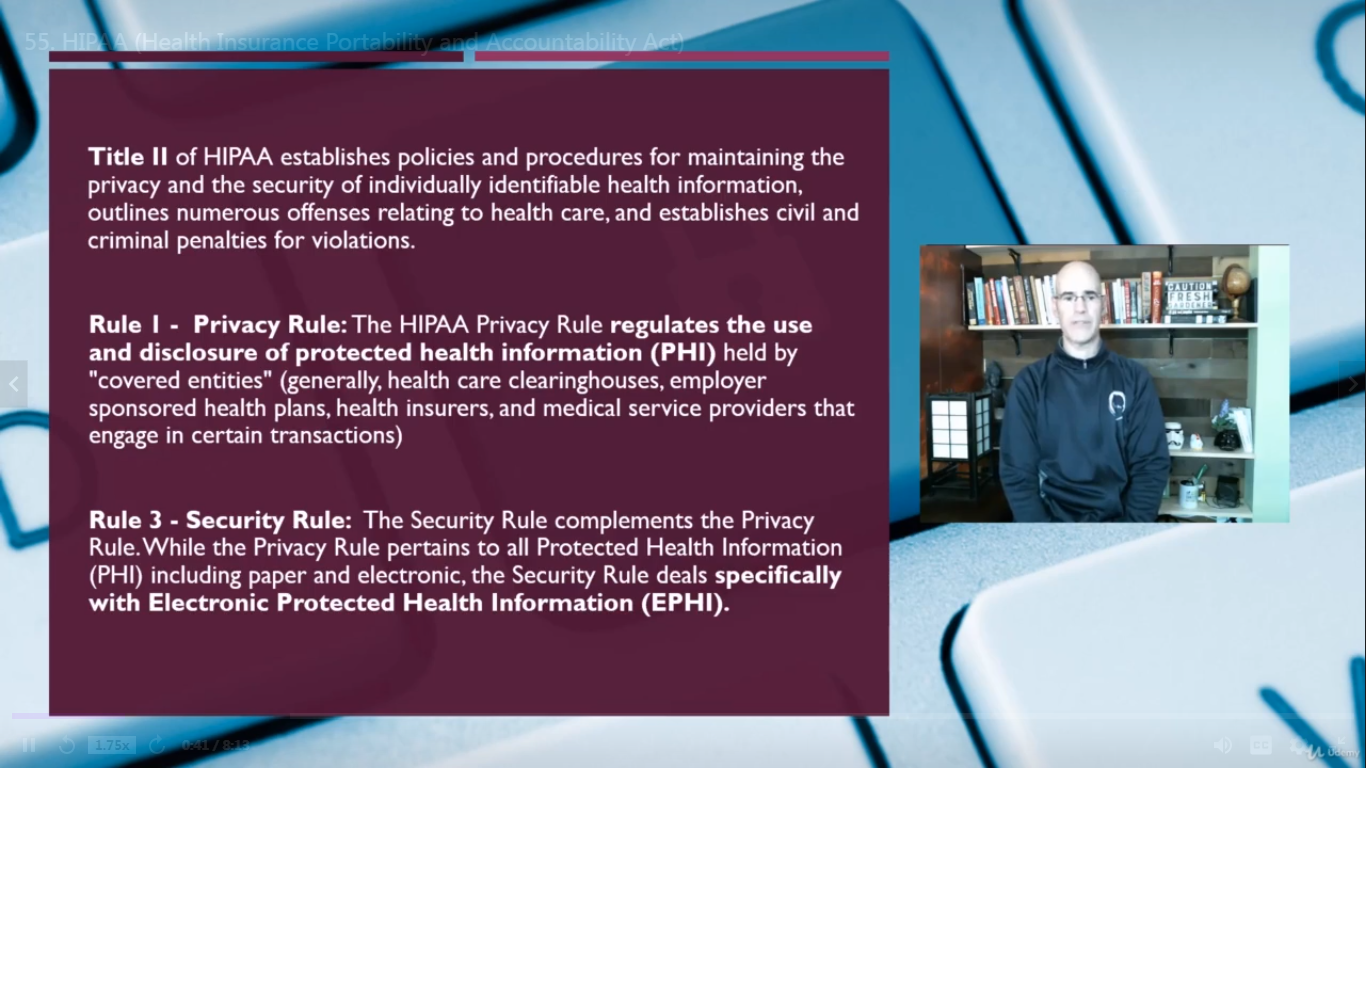 55. HIPAA (Health Insurance Portability and Accountability Act)
Title II of HIPAA establishes policies and procedures for maintaining the
privacy and the security of individually identifiable health information,
outlines numerous offenses relating to health care, and establishes civil and
criminal penalties for violations.
Rule 1 -  Privacy Rule: The HIPAA Privacy Rule regulates the use
and disclosure of protected health information (PHI) held by
"covered entities" (generally, health care clearinghouses, employer
sponsored health plans, health insurers, and medical service providers that
engage in certain transactions)
Rule 3 - Security Rule:  The Security Rule complements the Privacy
Rule. While the Privacy Rule pertains to all Protected Health Information
(PHI) including paper and electronic, the Security Rule deals specifically
with Electronic Protected Health Information (EPHI).
CAUTION
FRESH
GARDENER
1.75x
0:41 / 8:13
CC
Udemy